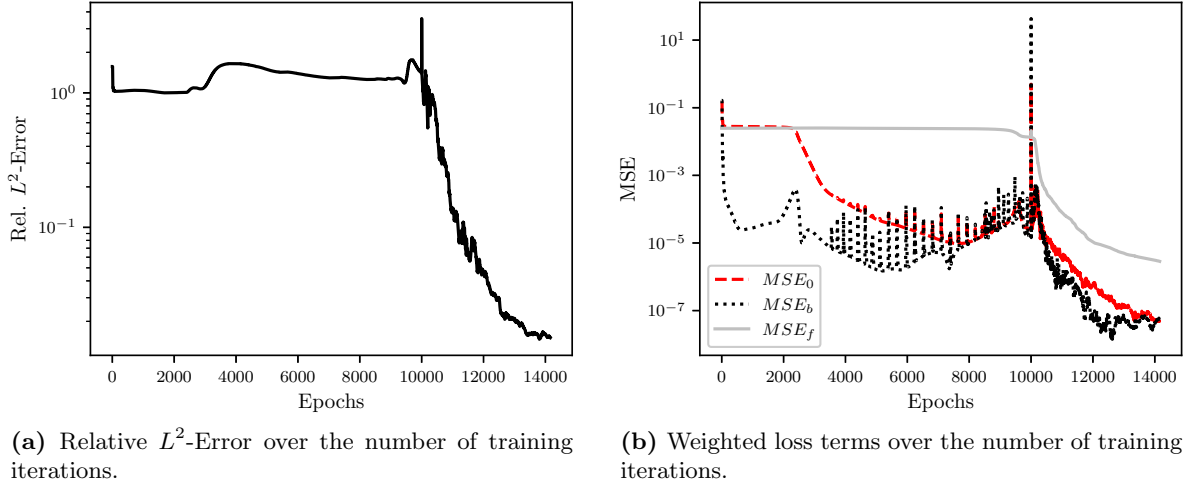 10⁰
10⁻¹
Rel. L²-Error
0 2000 4000 6000 8000 10000 12000 14000
Epochs
10¹
10⁻¹
10⁻³
10⁻⁵
10⁻⁷
MSE
MSE₀
MSE_b
MSE_f
0 2000 4000 6000 8000 10000 12000 14000
Epochs
(a) Relative L²-Error over the number of training
iterations.
(b) Weighted loss terms over the number of training
iterations.